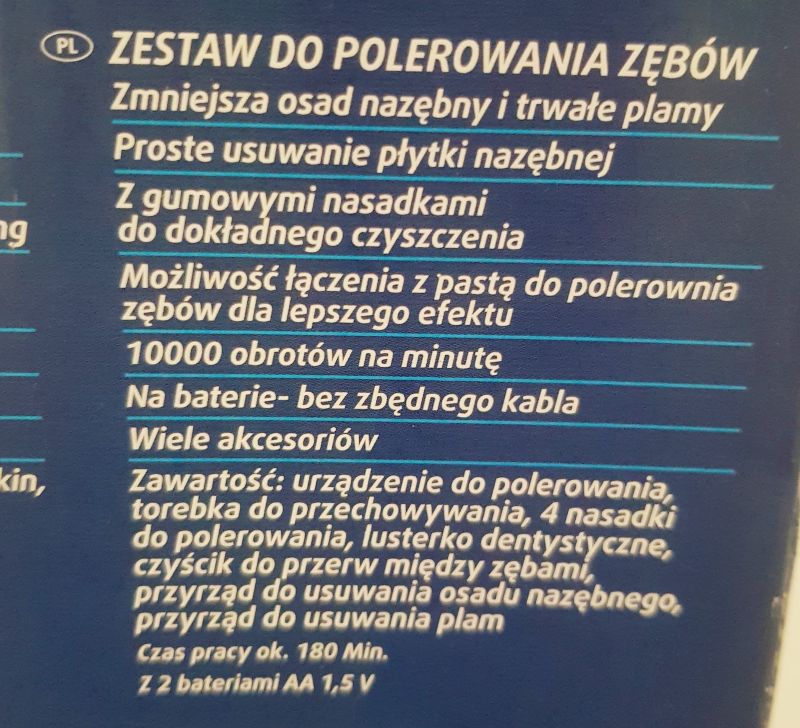 PL ZESTAW DO POLEROWANIA ZĘBÓW
Zmniejsza osad nazębny i trwałe plamy
Proste usuwanie płytki nazębnej
Z gumowymi nasadkami
do dokładnego czyszczenia
Możliwość łączenia z pastą do polerownia
zębów dla lepszego efektu
10000 obrotów na minutę
Na baterie- bez zbędnego kabla
Wiele akcesoriów
Zawartość: urządzenie do polerowania,
torebka do przechowywania, 4 nasadki
do polerowania, lusterko dentystyczne,
czyścik do przerw między zębami,
przyrząd do usuwania osadu nazębnego,
przyrząd do usuwania plam
Czas pracy ok. 180 Min.
Z 2 bateriami AA 1,5 V
ng
kin,